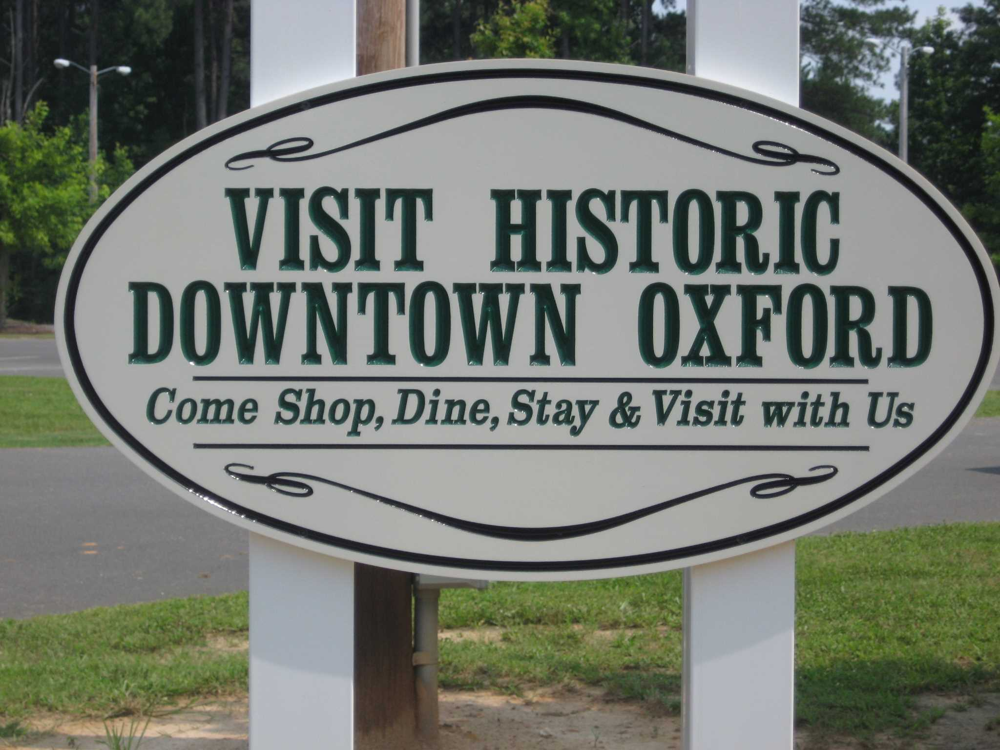 VISIT HISTORIC
DOWNTOWN OXFORD
Come Shop, Dine, Stay & Visit with Us